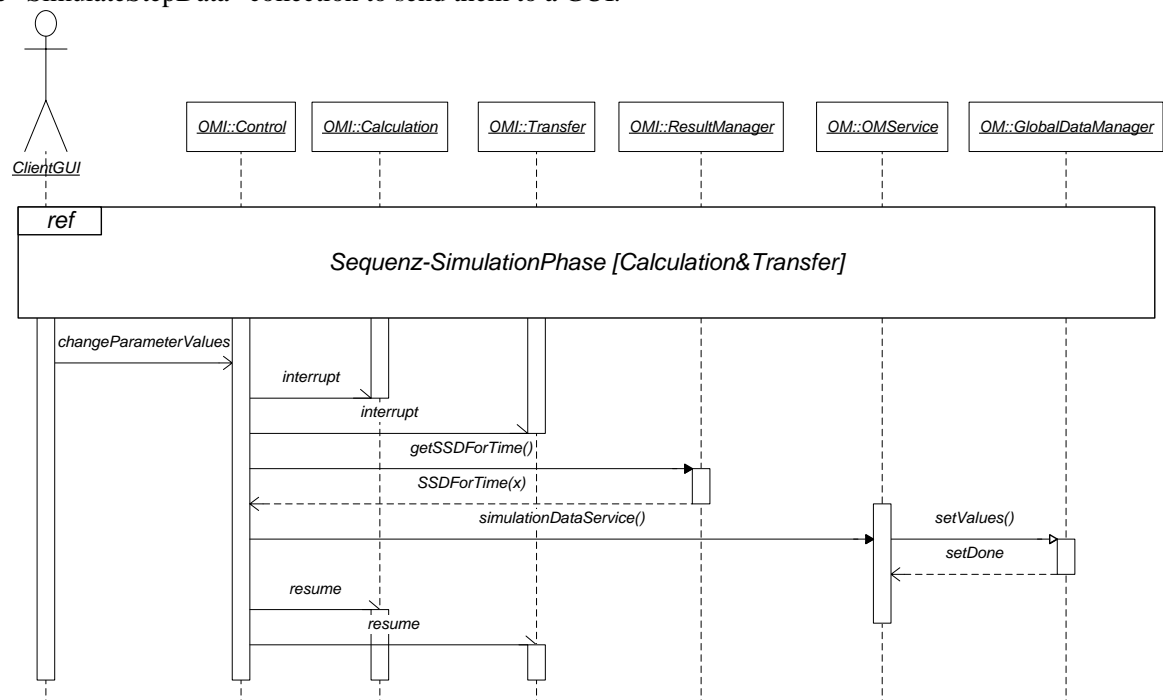 "SimulateStepData" collection to send them to a GUI.
OMI::Control
OMI::Calculation
OMI::Transfer
OMI::ResultManager
OM::OMService
OM::GlobalDataManager
ClientGUI
ref
Sequenz-SimulationPhase [Calculation&Transfer]
changeParameterValues
interrupt
interrupt
getSSDForTime()
SSDForTime(x)
simulationDataService()
setValues()
setDone
resume
resume